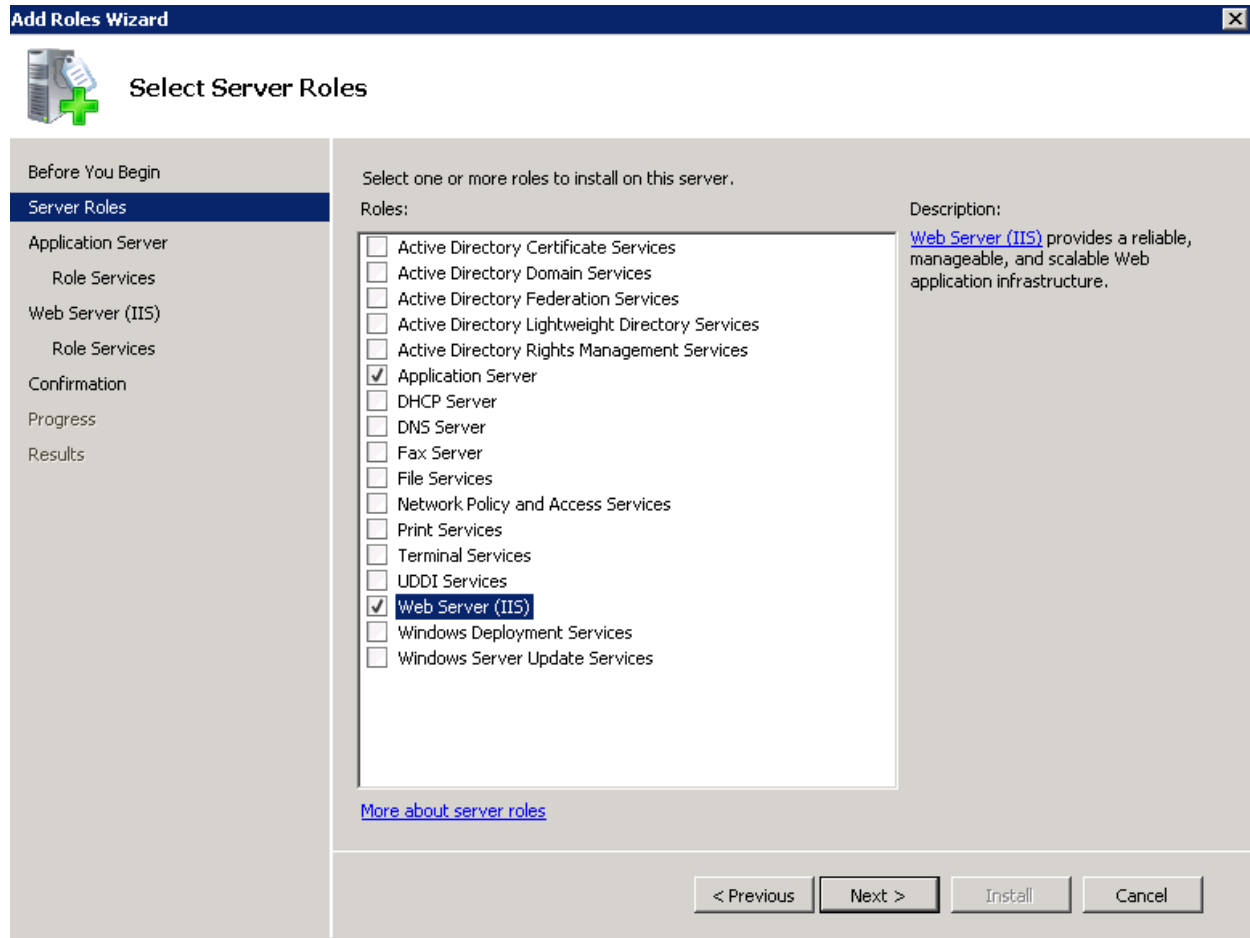 Add Roles Wizard
Select Server Roles
Before You Begin
Server Roles
Application Server
Role Services
Web Server (IIS)
Role Services
Confirmation
Progress
Results
Select one or more roles to install on this server.
Roles:
Active Directory Certificate Services
Active Directory Domain Services
Active Directory Federation Services
Active Directory Lightweight Directory Services
Active Directory Rights Management Services
Application Server
DHCP Server
DNS Server
Fax Server
File Services
Network Policy and Access Services
Print Services
Terminal Services
UDDI Services
Web Server (IIS)
Windows Deployment Services
Windows Server Update Services
More about server roles
Description:
Web Server (IIS) provides a reliable,
manageable, and scalable Web
application infrastructure.
< Previous
Next >
Install
Cancel